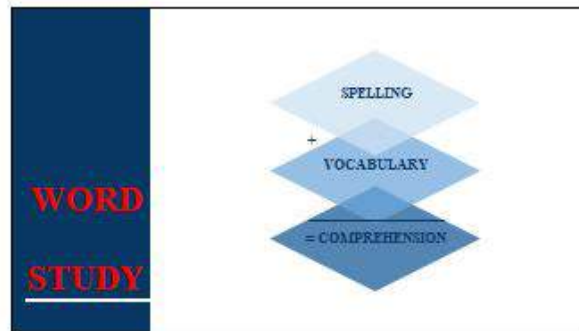 WORD
STUDY
SPELLING
+
VOCABULARY
= COMPREHENSION